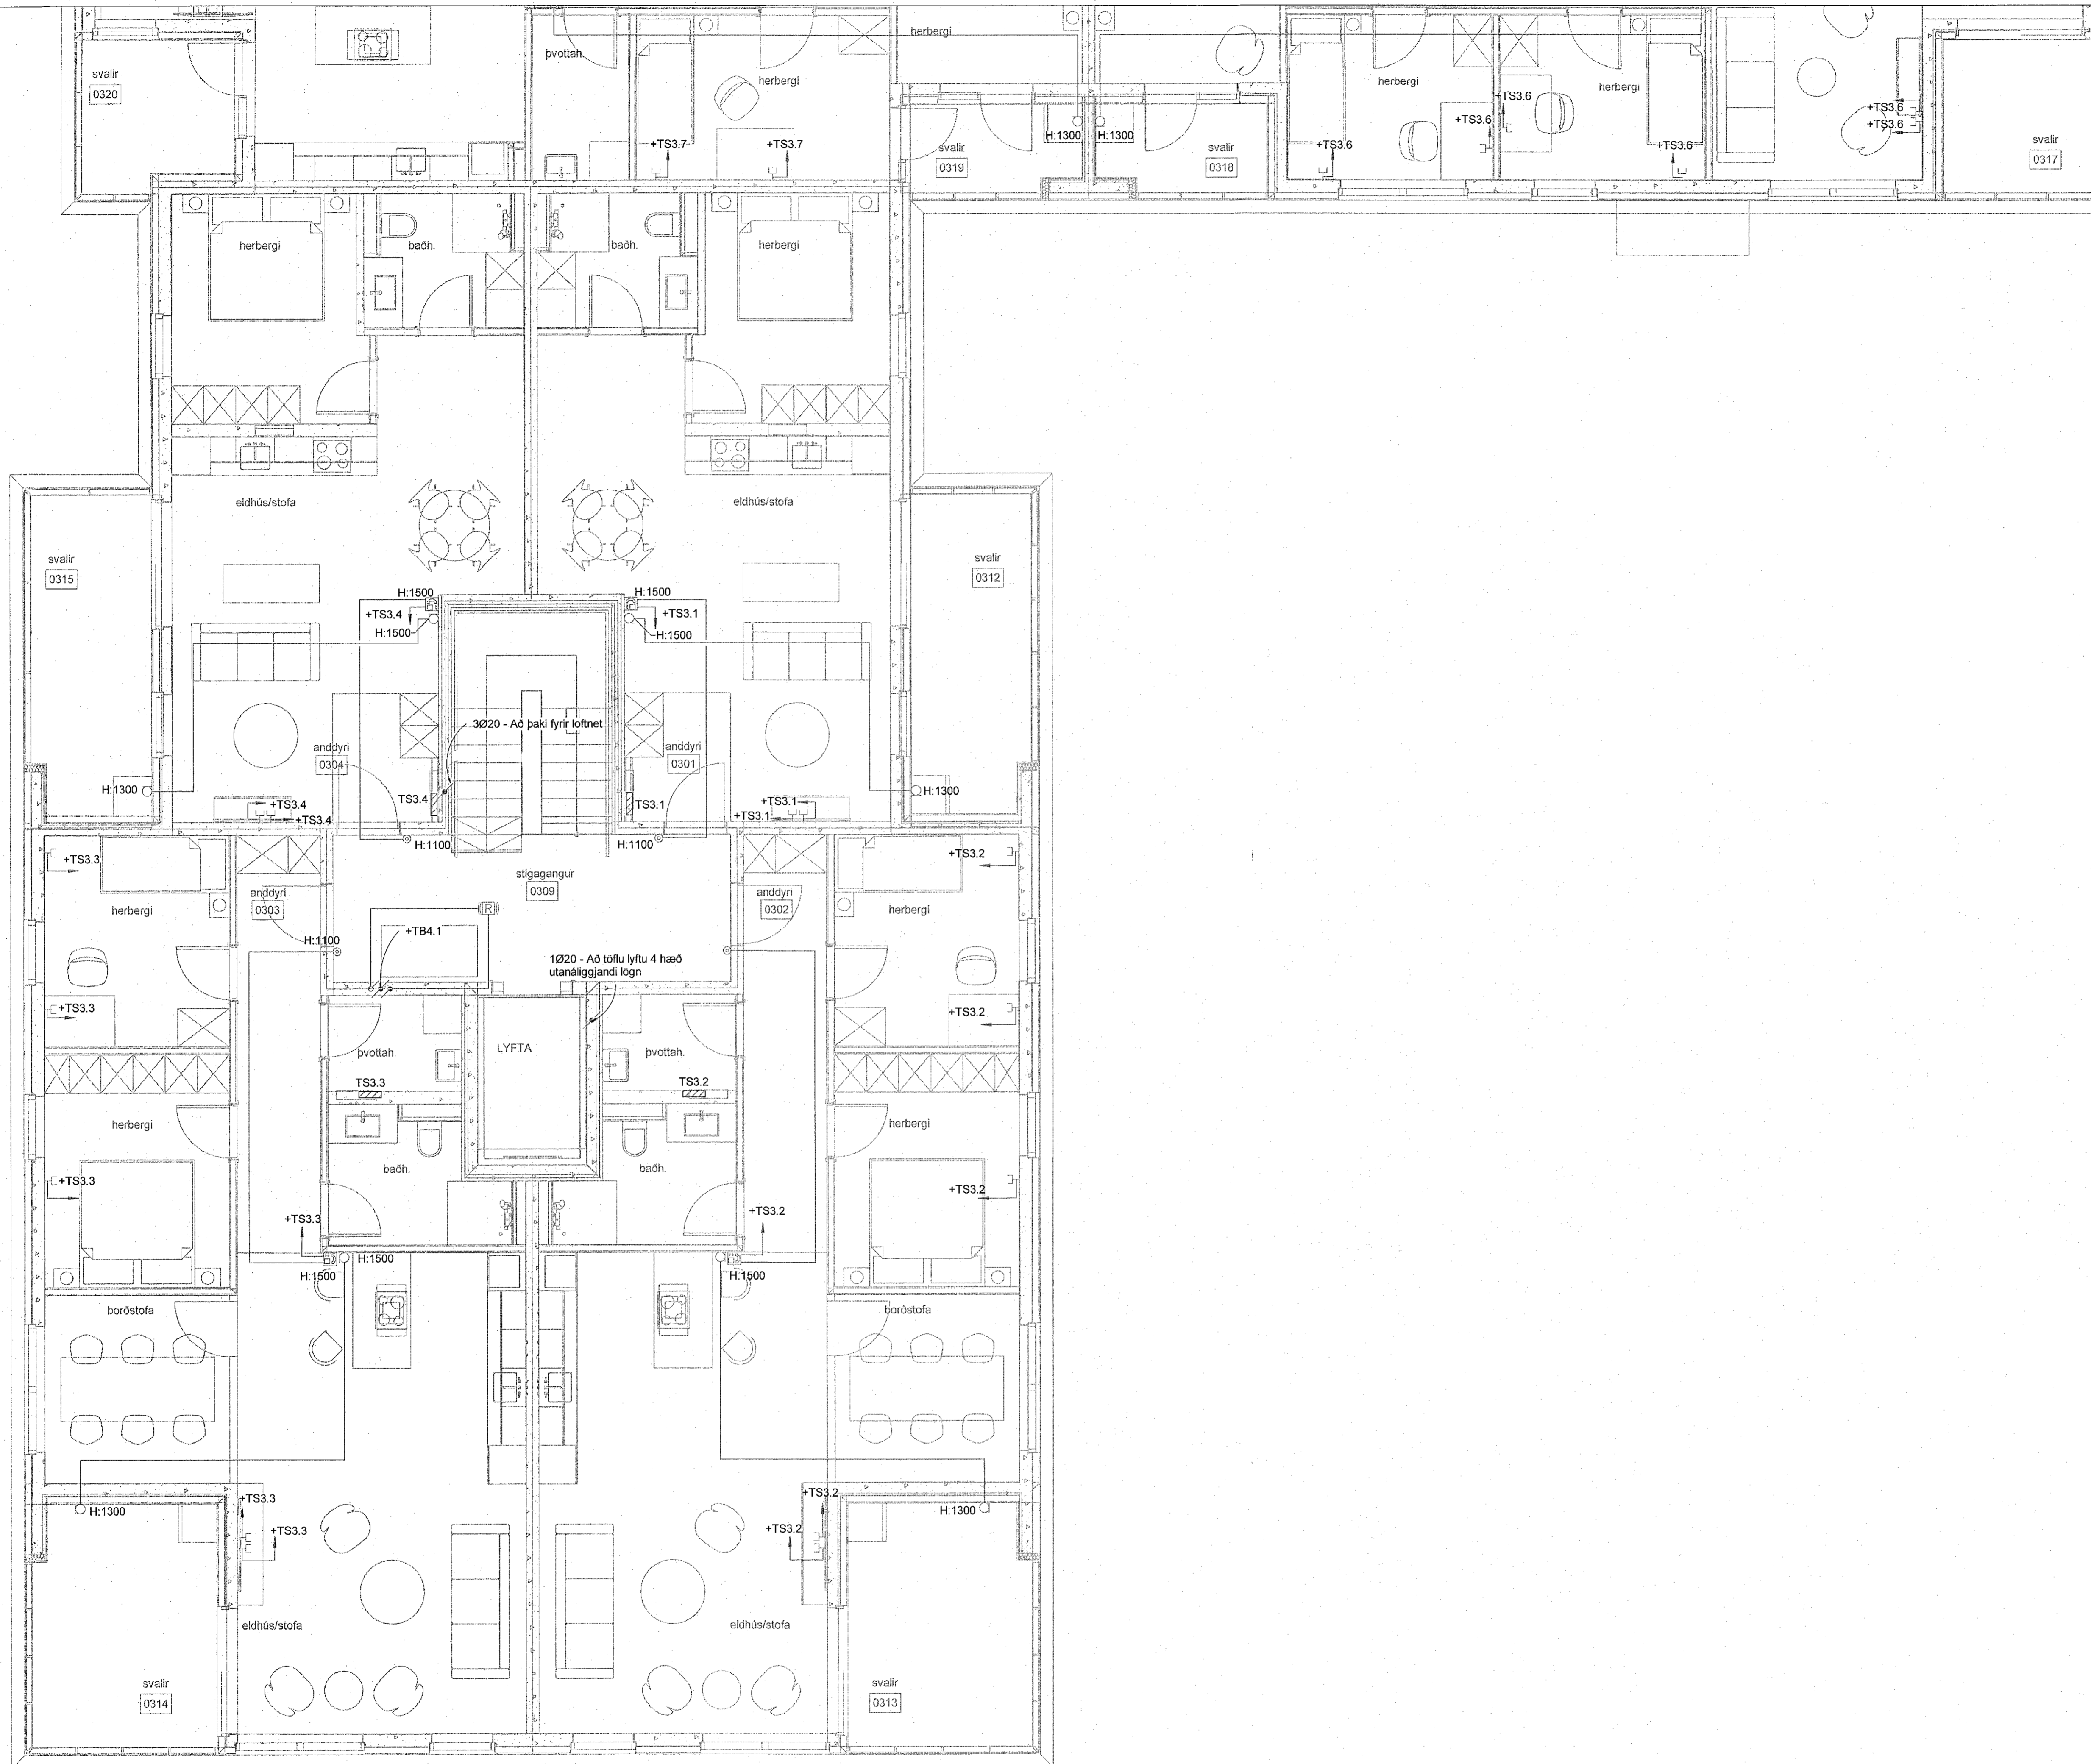 svalir
0320
þvottah.
herbergi
+TS3.7
+TS3.7
herbergi
H:1300
H:1300
svalir
0319
svalir
0318
herbergi
herbergi
+TS3.6
+TS3.6
+TS3.6
+TS3.6
+TS3.6
+TS3.6
svalir
0317
herbergi
baðh.
baðh.
herbergi
eldhús/stofa
eldhús/stofa
svalir
0315
svalir
0312
H:1500
+TS3.4
H:1500
H:1500
+TS3.1
H:1500
3Ø20 - Að þaki fyrir loftnet
anddyri
0304
anddyri
0301
H:1300
TS3.4
TS3.1
H:1300
+TS3.4
+TS3.4
+TS3.1
+TS3.1
H:1100
H:1100
+TS3.3
+TS3.2
stigagangur
0309
anddyri
0303
anddyri
0302
herbergi
herbergi
R
+TB4.1
H:1100
1Ø20 - Að töflu lyftu 4 hæð
utanáliggjandi lögn
+TS3.3
+TS3.2
þvottah.
LYFTA
þvottah.
TS3.3
TS3.2
herbergi
herbergi
baðh.
baðh.
+TS3.3
+TS3.2
+TS3.3
+TS3.2
H:1500
H:1500
H:1500
borðstofa
borðstofa
+TS3.3
+TS3.2
H:1300
H:1300
+TS3.3
+TS3.2
eldhús/stofa
eldhús/stofa
svalir
0314
svalir
0313